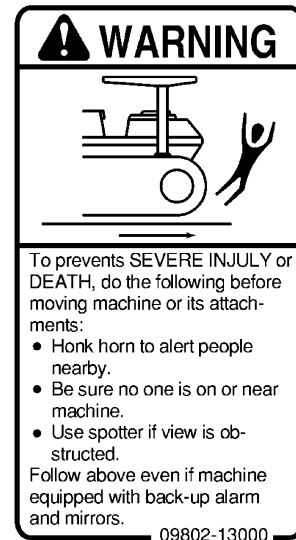 WARNING
To prevents SEVERE INJULY or
DEATH, do the following before
moving machine or its attach-
ments:
● Honk horn to alert people
nearby.
● Be sure no one is on or near
machine.
● Use spotter if view is ob-
structed.
Follow above even if machine
equipped with back-up alarm
and mirrors.
09802-13000